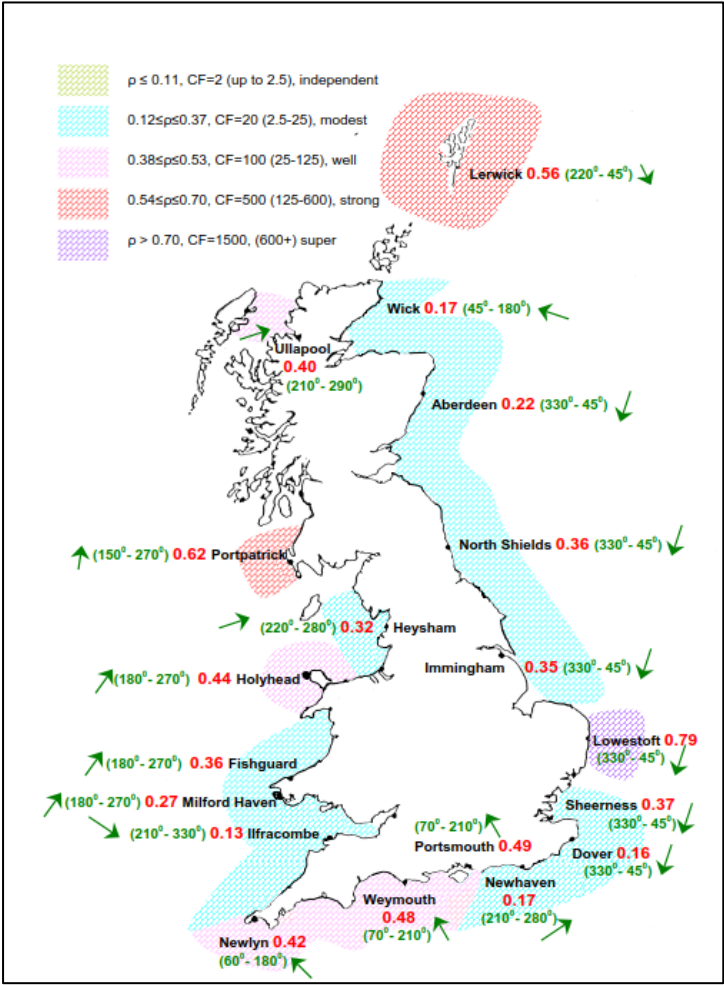 ρ ≤ 0.11, CF=2 (up to 2.5), independent
0.12≤ρ≤0.37, CF=20 (2.5-25), modest
0.38≤ρ≤0.53, CF=100 (25-125), well
0.54≤ρ≤0.70, CF=500 (125-600), strong
ρ > 0.70, CF=1500, (600+) super
Lerwick 0.56 (220⁰- 45⁰)
Wick 0.17 (45⁰- 180⁰)
Ullapool
0.40
(210⁰- 290⁰)
Aberdeen 0.22 (330⁰- 45⁰)
North Shields 0.36 (330⁰- 45⁰)
(150⁰- 270⁰) 0.62 Portpatrick
(220⁰- 280⁰) 0.32 Heysham
Immingham 0.35 (330⁰- 45⁰)
(180⁰- 270⁰) 0.44 Holyhead
Lowestoft 0.79
(330⁰- 45⁰)
(180⁰- 270⁰) 0.36 Fishguard
(180⁰- 270⁰) 0.27 Milford Haven
(210⁰- 330⁰) 0.13 Ilfracombe
Sheerness 0.37
(330⁰- 45⁰)
(70⁰- 210⁰)
Portsmouth 0.49
Dover 0.16
(330⁰- 45⁰)
Newhaven
0.17
(210⁰- 280⁰)
Weymouth
0.48
(70⁰- 210⁰)
Newlyn 0.42
(60⁰- 180⁰)